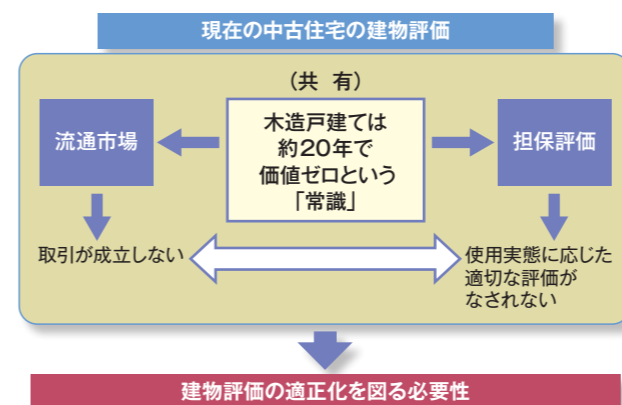 現在の中古住宅の建物評価
(共 有)
流通市場
木造戸建ては
約20年で
価値ゼロという
「常識」
担保評価
取引が成立しない
使用実態に応じた
適切な評価が
なされない
建物評価の適正化を図る必要性